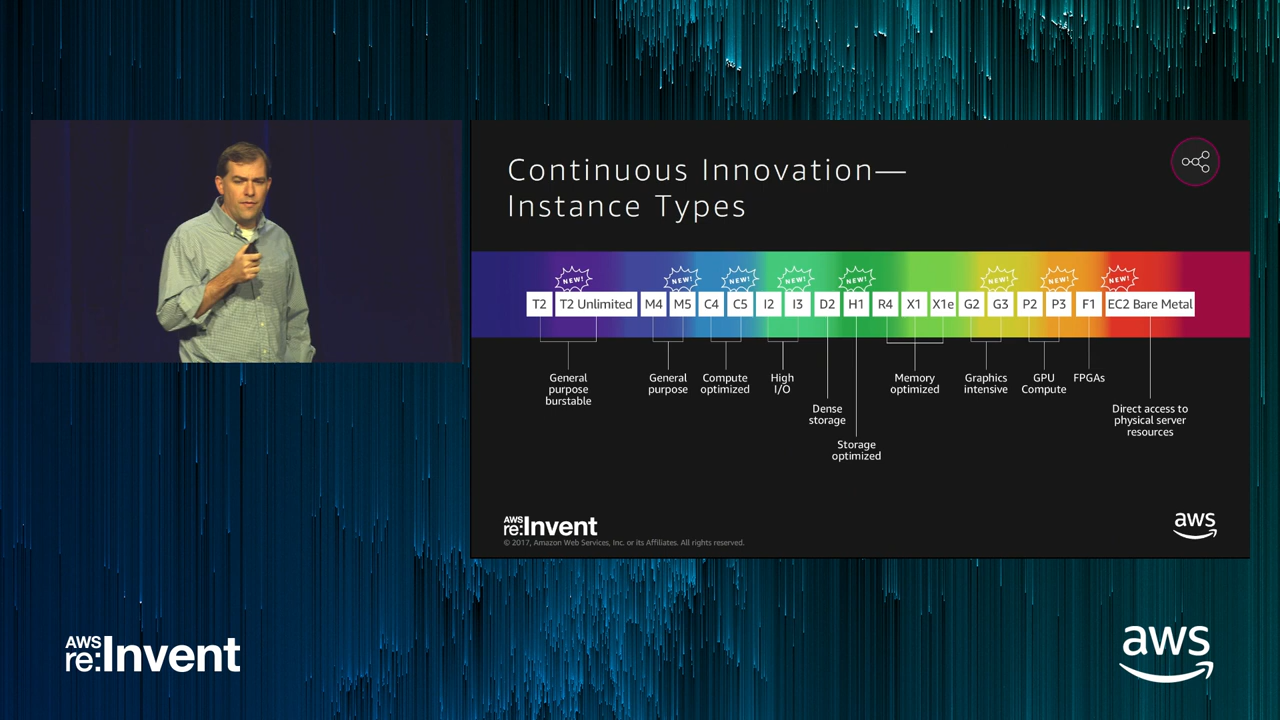 Continuous Innovation—
Instance Types
NEW! NEW! NEW! NEW! NEW! NEW! NEW! NEW!
T2 T2 Unlimited M4 M5 C4 C5 I2 I3 D2 H1 R4 X1 X1e G2 G3 P2 P3 F1 EC2 Bare Metal
General
purpose
burstable
General
purpose
Compute
optimized
High
I/O
Dense
storage
Storage
optimized
Memory
optimized
Graphics
intensive
GPU
Compute
FPGAs
Direct access to
physical server
resources
AWS
re:Invent
© 2017, Amazon Web Services, Inc. or its Affiliates. All rights reserved.
aws
AWS
re:Invent
aws